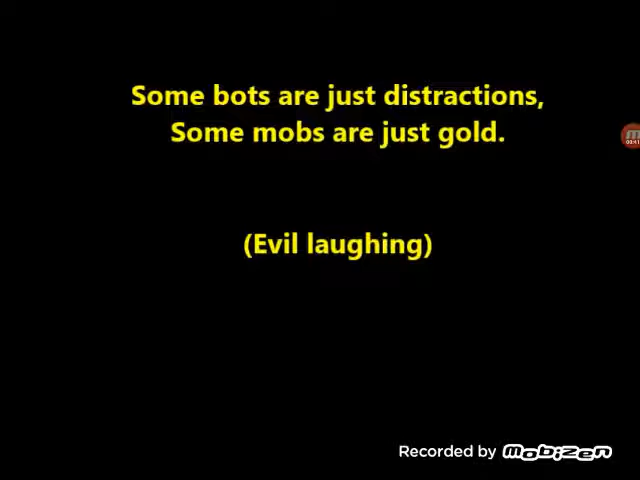 Some bots are just distractions,
Some mobs are just gold.
(Evil laughing)
Recorded by Mobizen